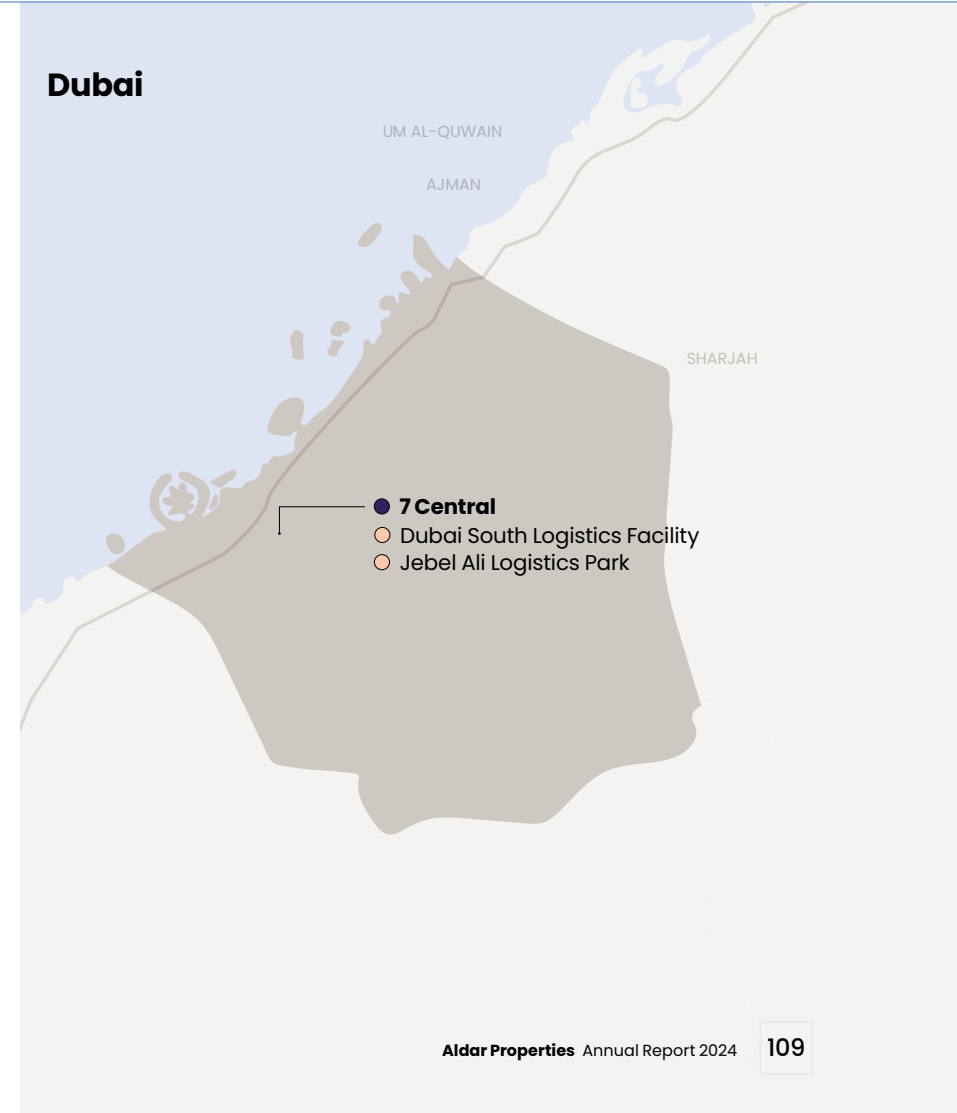 Dubai
UM AL-QUWAIN
AJMAN
SHARJAH
7 Central
Dubai South Logistics Facility
Jebel Ali Logistics Park
Aldar Properties Annual Report 2024 109